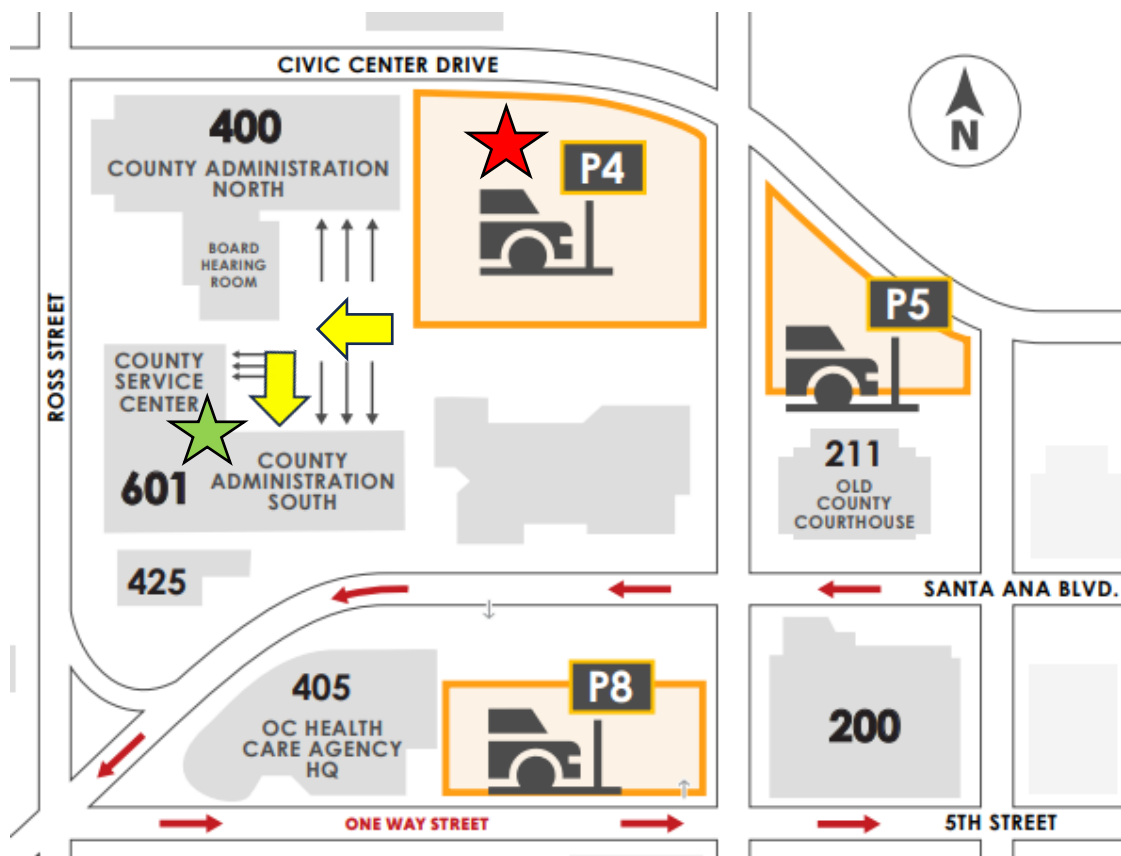 CIVIC CENTER DRIVE
N
400
COUNTY ADMINISTRATION
NORTH
P4
BOARD
HEARING
ROOM
P5
ROSS STREET
COUNTY
SERVICE
CENTER
601
COUNTY
ADMINISTRATION
SOUTH
211
OLD
COUNTY
COURTHOUSE
425
SANTA ANA BLVD.
405
OC HEALTH
CARE AGENCY
HQ
P8
200
ONE WAY STREET
5TH STREET